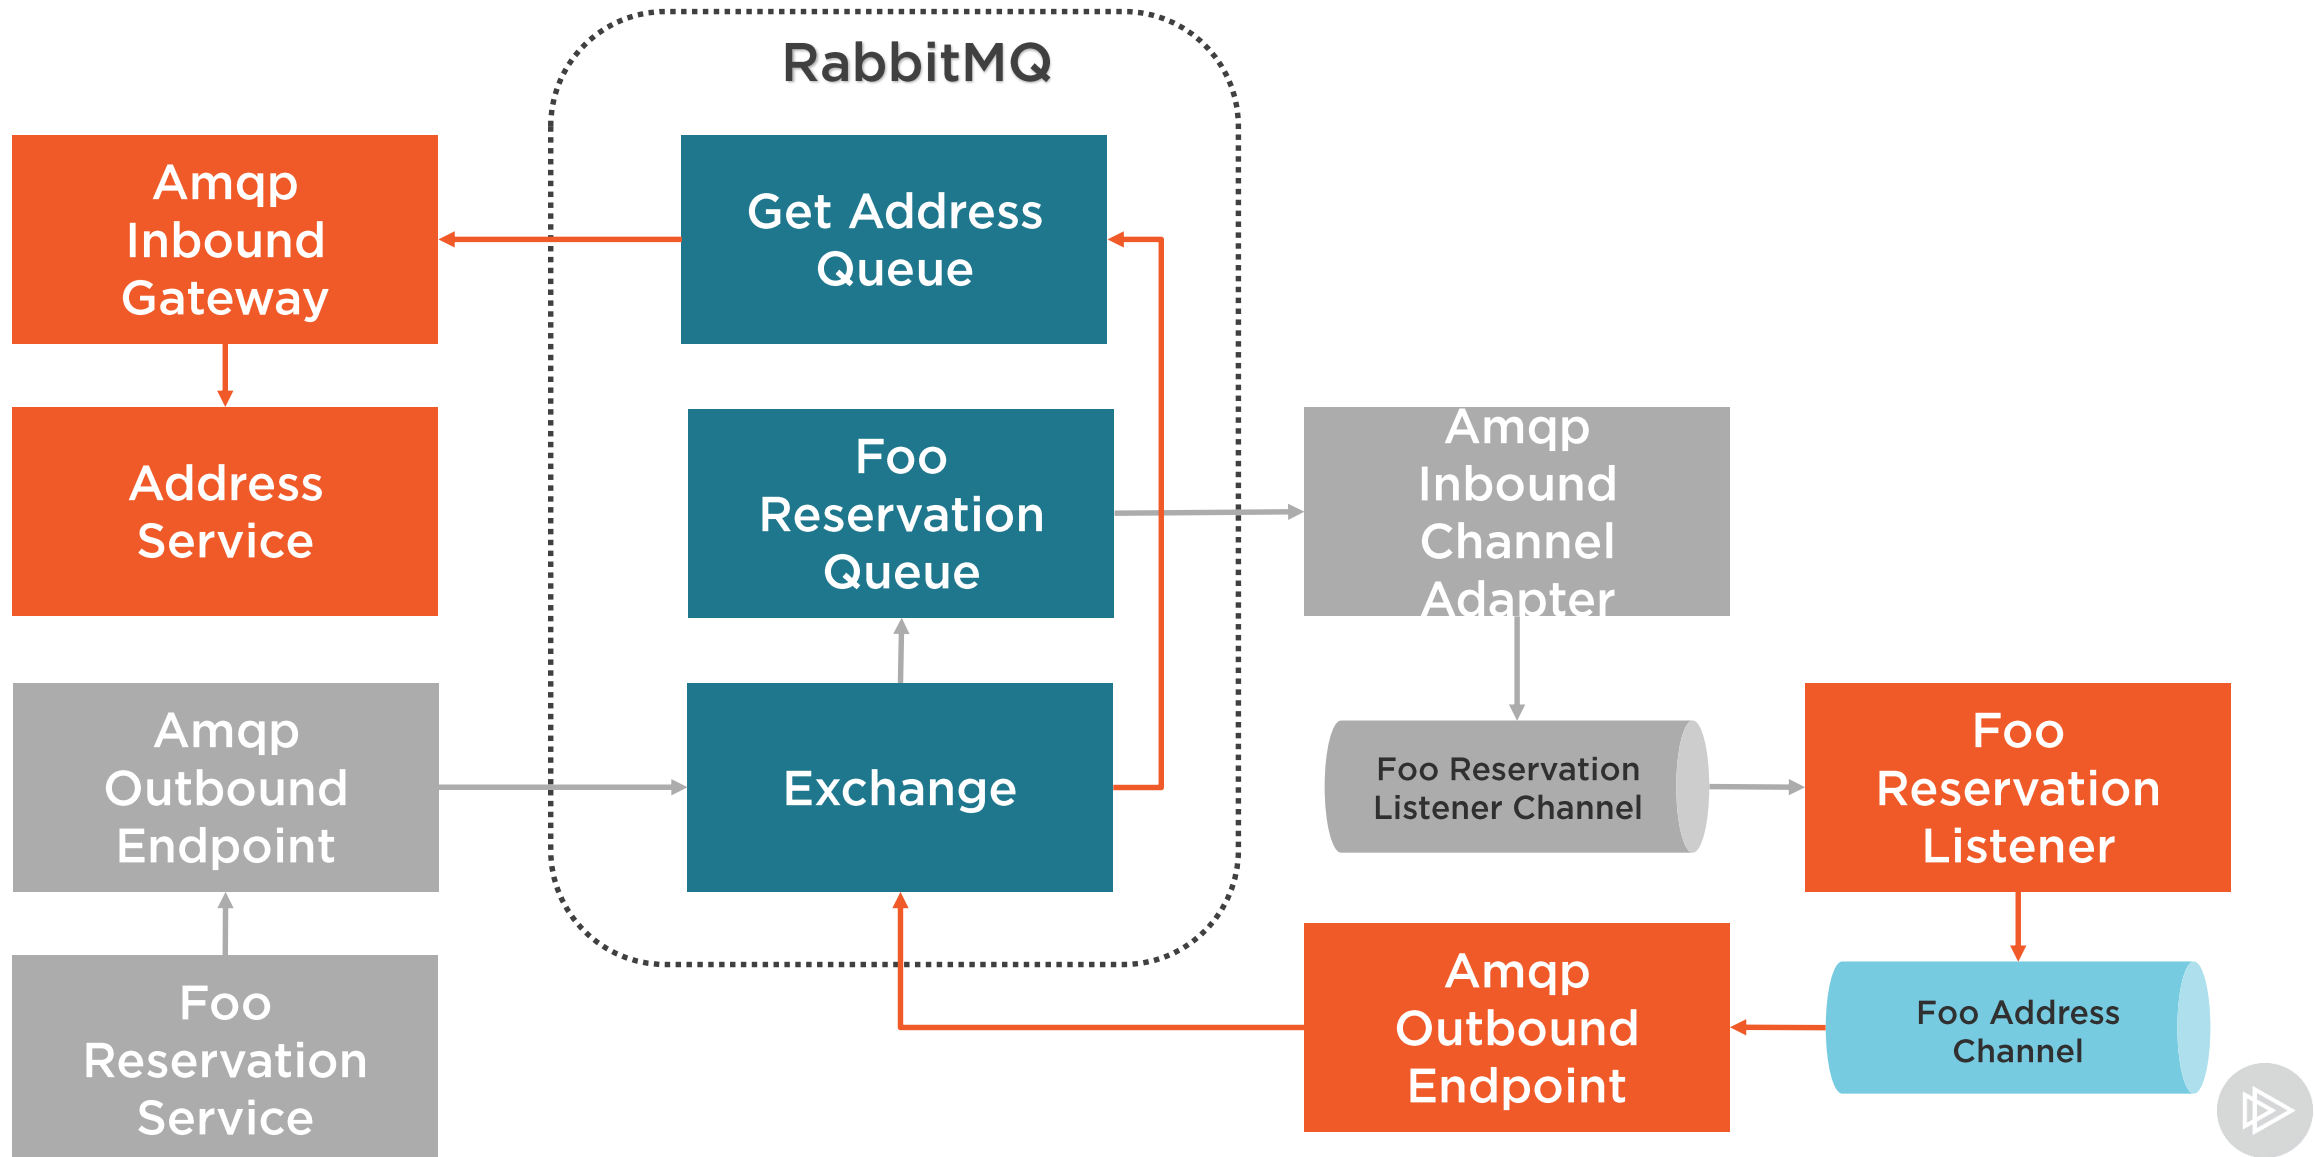 RabbitMQ
Amqp
Inbound
Gateway
Get Address
Queue
Address
Service
Foo
Reservation
Queue
Amqp
Inbound
Channel
Adapter
Amqp
Outbound
Endpoint
Exchange
Foo Reservation
Listener Channel
Foo
Reservation
Listener
Foo
Reservation
Service
Amqp
Outbound
Endpoint
Foo Address
Channel